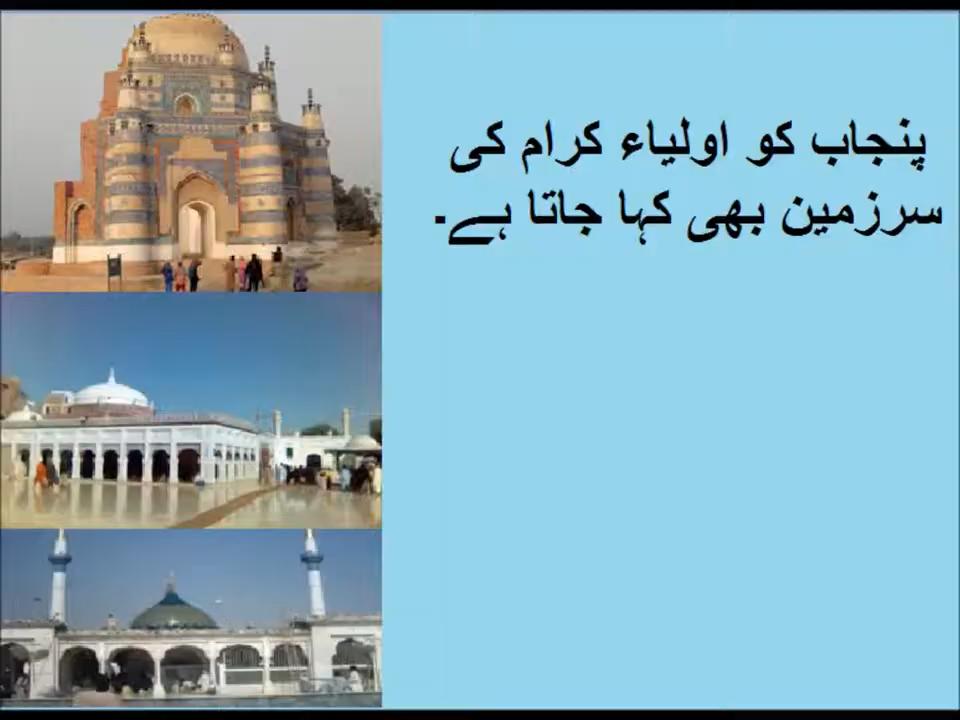 پنجاب کو اولیاء کرام کی
سرزمین بھی کہا جاتا ہے۔